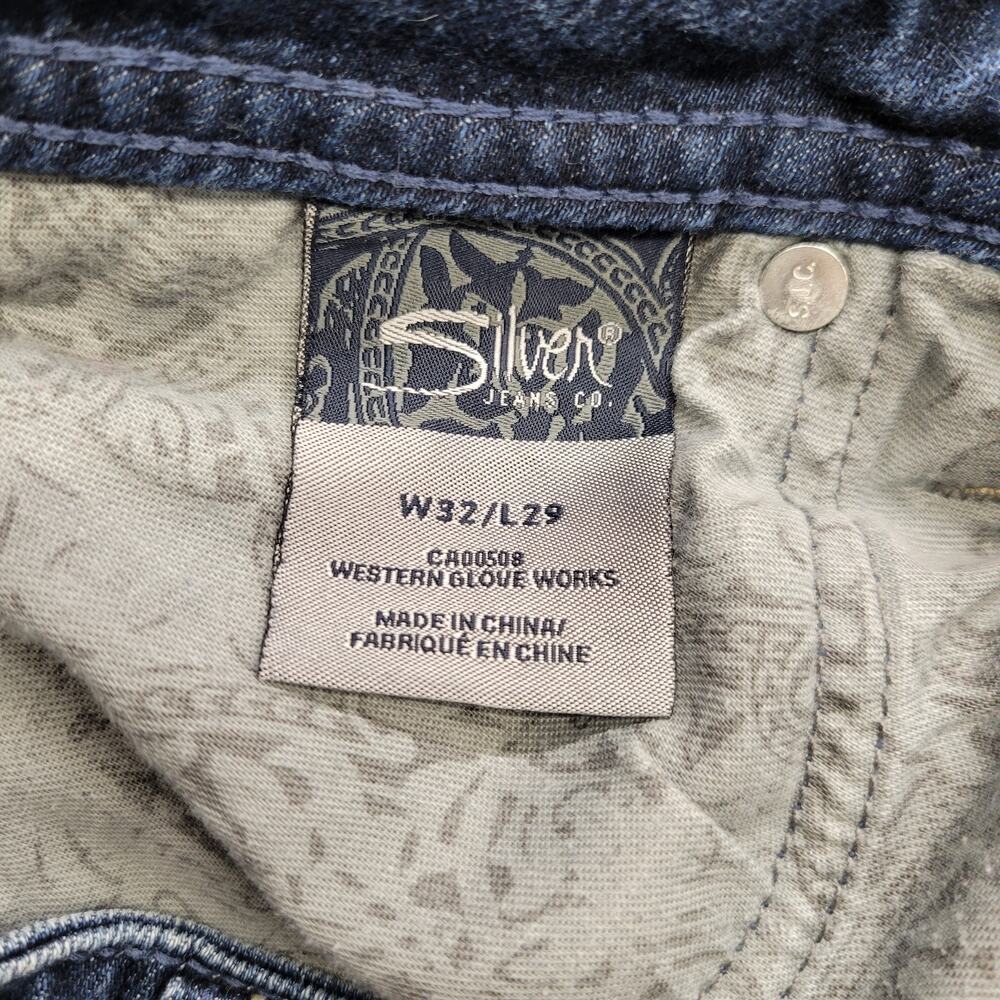 Silver®
JEANS CO.
W32/L29
CA00508
WESTERN GLOVE WORKS
MADE IN CHINA/
FABRIQUÉ EN CHINE
S.J.C.